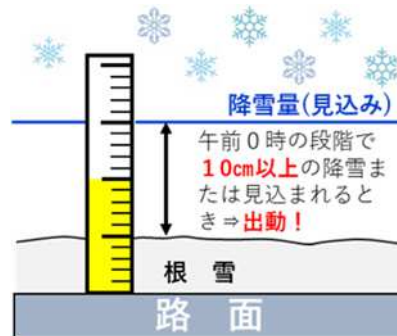 降雪量(見込み)
午前０時の段階で
10㎝以上の降雪ま
たは見込まれると
き⇒出動！
根 雪
路 面